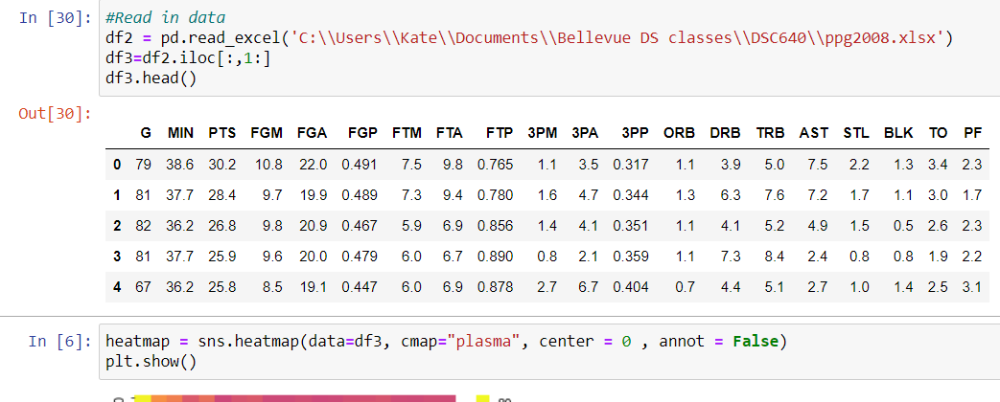 In [30]: #Read in data
df2 = pd.read_excel('C:\\Users\\Kate\\Documents\\Bellevue DS classes\\DSC640\\ppg2008.xlsx')
df3=df2.iloc[:,1:]
df3.head()
Out[30]:
G MIN PTS FGM FGA FGP FTM FTA FTP 3PM 3PA 3PP ORB DRB TRB AST STL BLK TO PF
0 79 38.6 30.2 10.8 22.0 0.491 7.5 9.8 0.765 1.1 3.5 0.317 1.1 3.9 5.0 7.5 2.2 1.3 3.4 2.3
1 81 37.7 28.4 9.7 19.9 0.489 7.3 9.4 0.780 1.6 4.7 0.344 1.3 6.3 7.6 7.2 1.7 1.1 3.0 1.7
2 82 36.2 26.8 9.8 20.9 0.467 5.9 6.9 0.856 1.4 4.1 0.351 1.1 4.1 5.2 4.9 1.5 0.5 2.6 2.3
3 81 37.7 25.9 9.6 20.0 0.479 6.0 6.7 0.890 0.8 2.1 0.359 1.1 7.3 8.4 2.4 0.8 0.8 1.9 2.2
4 67 36.2 25.8 8.5 19.1 0.447 6.0 6.9 0.878 2.7 6.7 0.404 0.7 4.4 5.1 2.7 1.0 1.4 2.5 3.1
In [6]: heatmap = sns.heatmap(data=df3, cmap="plasma", center = 0 , annot = False)
plt.show()